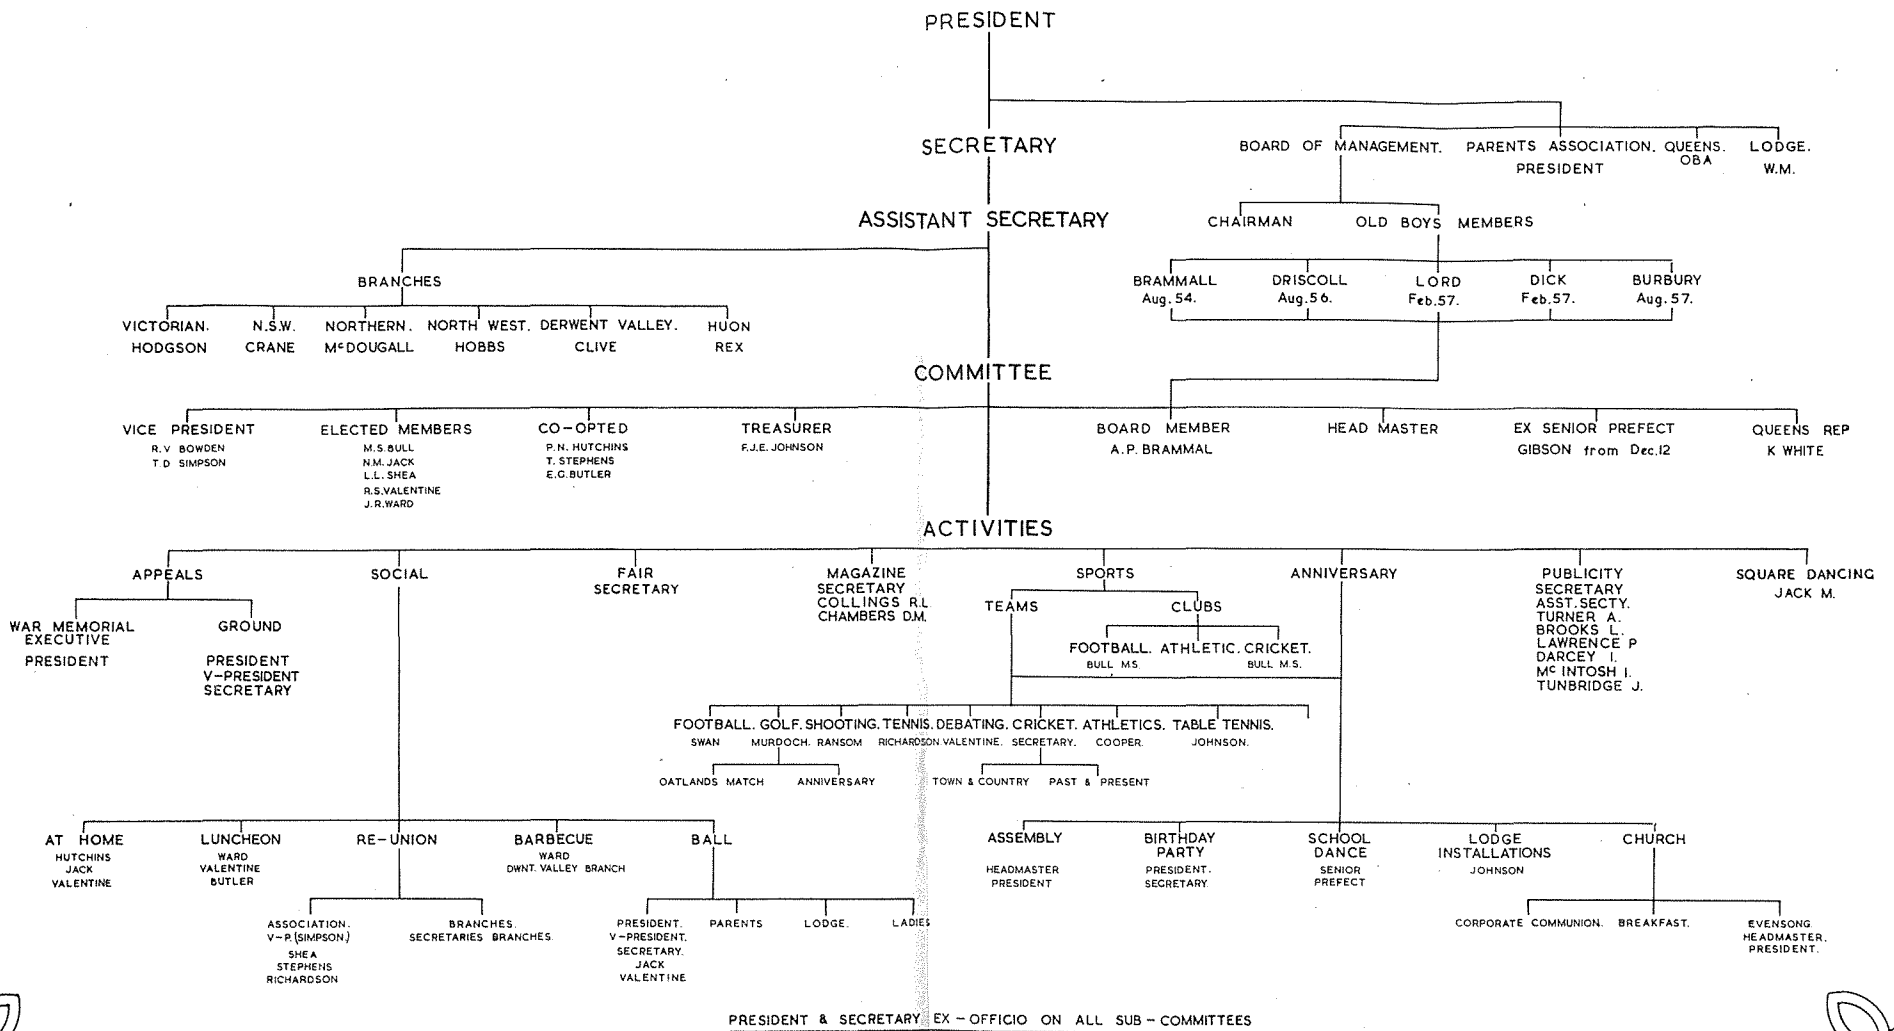 PRESIDENT
SECRETARY
BOARD OF MANAGEMENT. PARENTS ASSOCIATION. QUEENS. LODGE.
OBA
PRESIDENT W.M.
ASSISTANT SECRETARY
CHAIRMAN OLD BOYS MEMBERS
BRANCHES
BRAMMALL DRISCOLL LORD DICK BURBURY
Aug. 54. Aug. 56. Feb. 57. Feb. 57. Aug. 57.
VICTORIAN. N.S.W. NORTHERN. NORTH WEST. DERWENT VALLEY. HUON
HODGSON CRANE McDOUGALL HOBBS CLIVE REX
COMMITTEE
VICE PRESIDENT
R.V BOWDEN
T.D SIMPSON
ELECTED MEMBERS
M.S.BULL
N.M. JACK
L.L. SHEA
R.S.VALENTINE
J.R.WARD
CO-OPTED
P.N. HUTCHINS
T. STEPHENS
E.G.BUTLER
TREASURER
F.J.E. JOHNSON
BOARD MEMBER
A.P. BRAMMAL
HEAD MASTER
EX SENIOR PREFECT
GIBSON from Dec.12
QUEENS REP
K WHITE
ACTIVITIES
APPEALS
WAR MEMORIAL
EXECUTIVE
PRESIDENT
GROUND
PRESIDENT
V-PRESIDENT
SECRETARY
SOCIAL
FAIR
SECRETARY
MAGAZINE
SECRETARY
COLLINGS R.L.
CHAMBERS D.M.
SPORTS
TEAMS
CLUBS
FOOTBALL. ATHLETIC. CRICKET.
BULL M.S. BULL M.S.
ANNIVERSARY
PUBLICITY
SECRETARY
ASST. SECTY.
TURNER A.
BROOKS L.
LAWRENCE P
DARCEY I.
Mc INTOSH I.
TUNBRIDGE J.
SQUARE DANCING
JACK M.
FOOTBALL. GOLF. SHOOTING. TENNIS. DEBATING. CRICKET. ATHLETICS. TABLE TENNIS.
SWAN MURDOCH. RANSOM RICHARDSON VALENTINE. SECRETARY. COOPER. JOHNSON.
OATLANDS MATCH ANNIVERSARY TOWN & COUNTRY PAST & PRESENT
AT HOME
HUTCHINS
JACK
VALENTINE
LUNCHEON
WARD
VALENTINE
BUTLER
RE-UNION
BARBECUE
WARD
DWNT. VALLEY BRANCH
BALL
ASSEMBLY
HEADMASTER
PRESIDENT
BIRTHDAY
PARTY
PRESIDENT.
SECRETARY.
SCHOOL
DANCE
SENIOR
PREFECT
LODGE
INSTALLATIONS
JOHNSON
CHURCH
ASSOCIATION.
V-P. (SIMPSON.)
SHEA
STEPHENS
RICHARDSON
BRANCHES.
SECRETARIES BRANCHES.
PRESIDENT.
V-PRESIDENT.
SECRETARY.
JACK
VALENTINE
PARENTS
LODGE.
LADIES
CORPORATE COMMUNION. BREAKFAST.
EVENSONG.
HEADMASTER.
PRESIDENT.
PRESIDENT & SECRETARY EX - OFFICIO ON ALL SUB - COMMITTEES